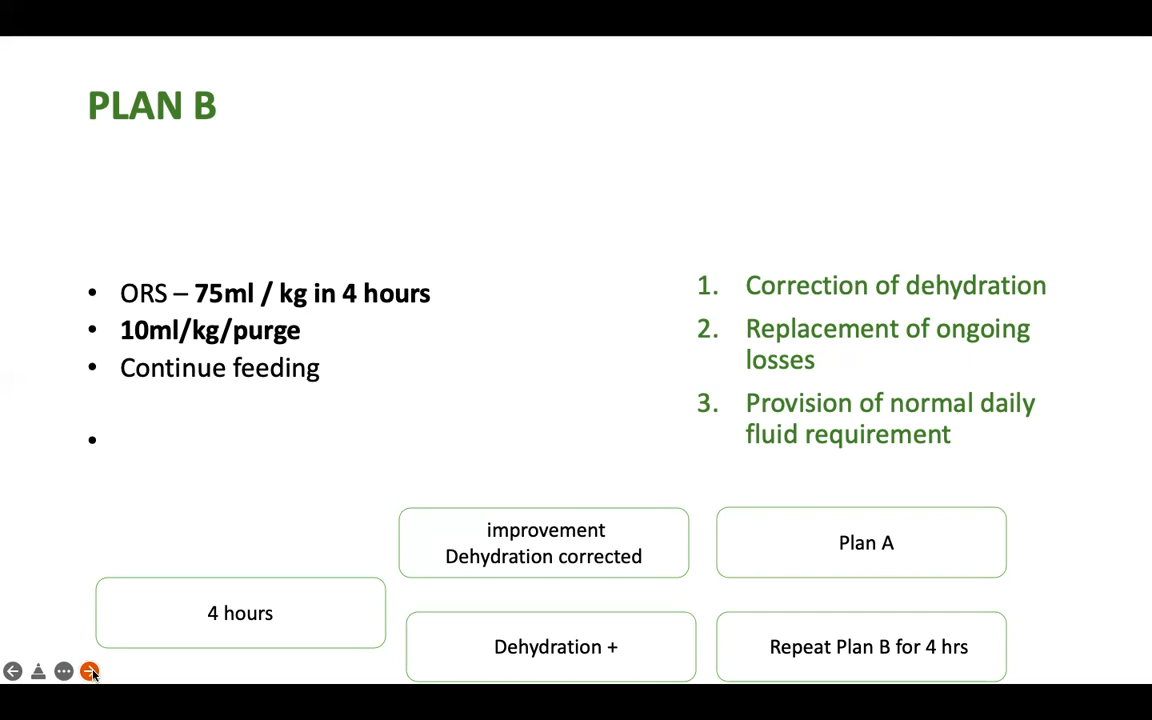 PLAN B
• ORS – 75ml / kg in 4 hours
• 10ml/kg/purge
• Continue feeding
•
1. Correction of dehydration
2. Replacement of ongoing
losses
3. Provision of normal daily
fluid requirement
4 hours
improvement
Dehydration corrected
Plan A
Dehydration +
Repeat Plan B for 4 hrs